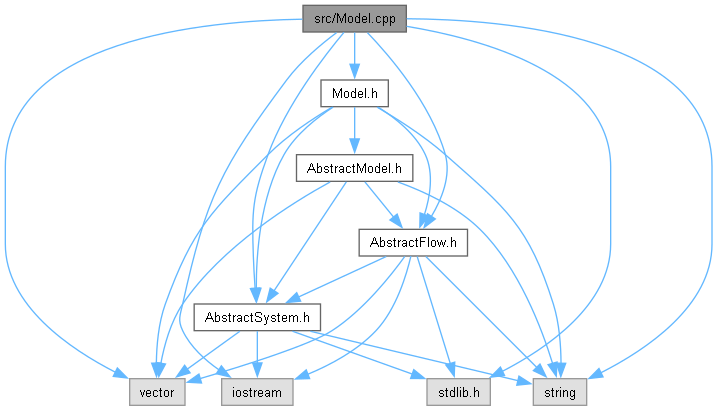 src/Model.cpp
Model.h
AbstractModel.h
AbstractFlow.h
AbstractSystem.h
vector
iostream
stdlib.h
string